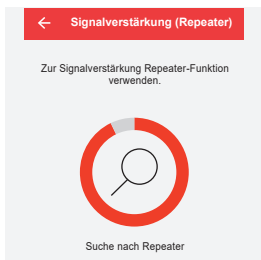 Signalverstärkung (Repeater)
Zur Signalverstärkung Repeater-Funktion
verwenden.
Suche nach Repeater